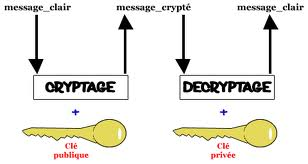 message_clair message_crypté message_clair
CRYPTAGE DECRYPTAGE
+ +
Clé Clé
publique privée